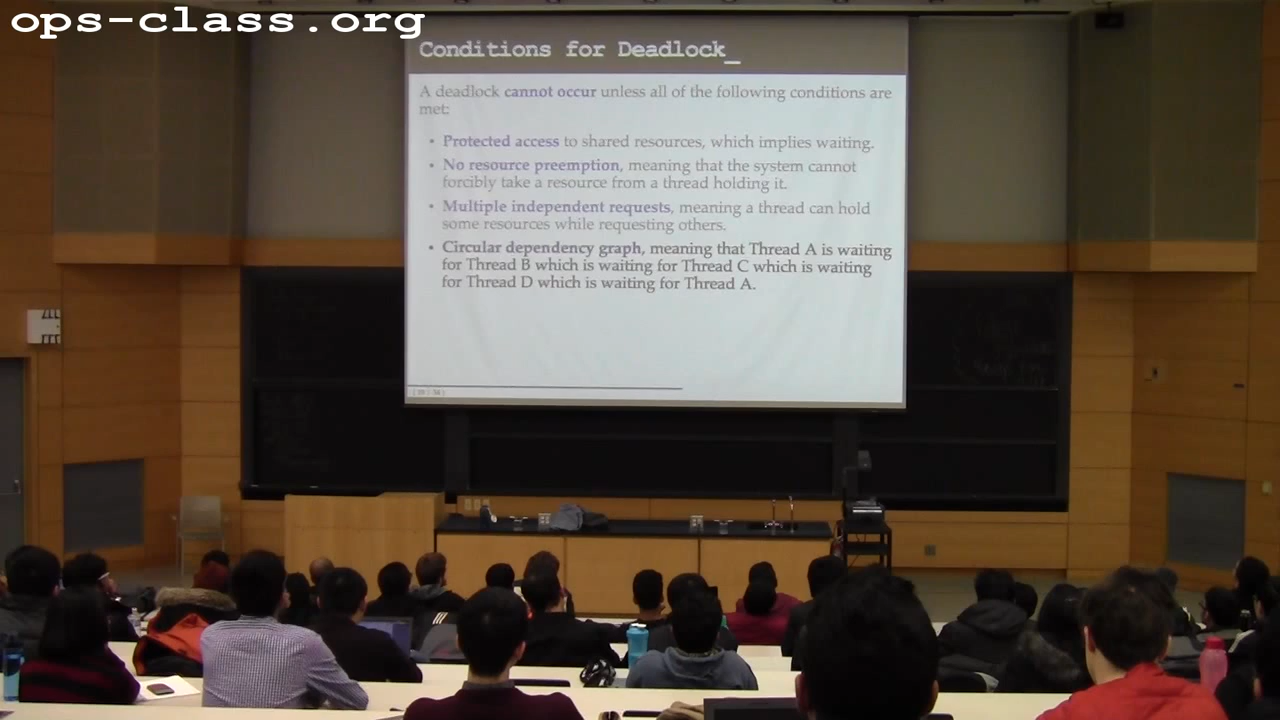 ops-class.org
Conditions for Deadlock_
A deadlock cannot occur unless all of the following conditions are
met:
• Protected access to shared resources, which implies waiting.
• No resource preemption, meaning that the system cannot
forcibly take a resource from a thread holding it.
• Multiple independent requests, meaning a thread can hold
some resources while requesting others.
• Circular dependency graph, meaning that Thread A is waiting
for Thread B which is waiting for Thread C which is waiting
for Thread D which is waiting for Thread A.